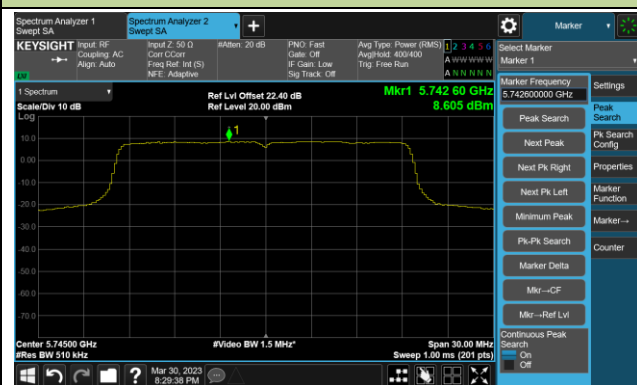 Spectrum Analyzer 1
Swept SA
Spectrum Analyzer 2
Swept SA
Marker
KEYSIGHT
Input: RF
Coupling: AC
Align: Auto
Input Z: 50 Ω
Corr CCorr
Freq Ref: Int (S)
NFE: Adaptive
#Atten: 20 dB
PNO: Fast
Gate: Off
IF Gain: Low
Sig Track: Off
Avg Type: Power (RMS)
Avg|Hold: 400/400
Trig: Free Run
1 2 3 4 5 6
A W W W W W
A N N N N N
Select Marker
Marker 1
1 Spectrum
Scale/Div 10 dB
Log
Ref Lvl Offset 22.40 dB
Ref Level 20.00 dBm
Mkr1 5.742 60 GHz
8.605 dBm
1
10.0
0.00
-10.0
-20.0
-30.0
-40.0
-50.0
-60.0
-70.0
Center 5.74500 GHz
#Res BW 510 kHz
#Video BW 1.5 MHz*
Span 30.00 MHz
Sweep 1.00 ms (201 pts)
Marker Frequency
5.742600000 GHz
Peak Search
Next Peak
Next Pk Right
Next Pk Left
Minimum Peak
Pk-Pk Search
Marker Delta
Mkr→CF
Mkr→Ref Lvl
Continuous Peak
Search
On
Off
Settings
Peak
Search
Pk Search
Config
Properties
Marker
Function
Marker→
Counter
?
Mar 30, 2023
8:29:38 PM